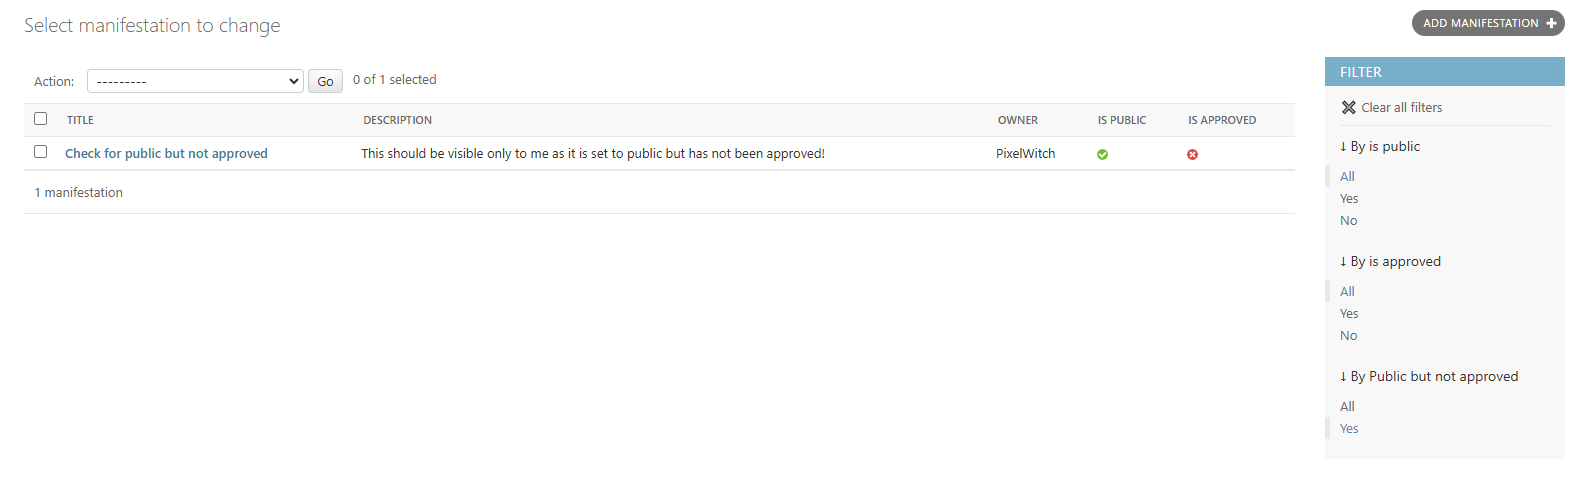 Select manifestation to change
ADD MANIFESTATION
Action: --------- Go 0 of 1 selected
TITLE DESCRIPTION OWNER IS PUBLIC IS APPROVED
Check for public but not approved This should be visible only to me as it is set to public but has not been approved! PixelWitch
1 manifestation
FILTER
Clear all filters
↓ By is public
All
Yes
No
↓ By is approved
All
Yes
No
↓ By Public but not approved
All
Yes